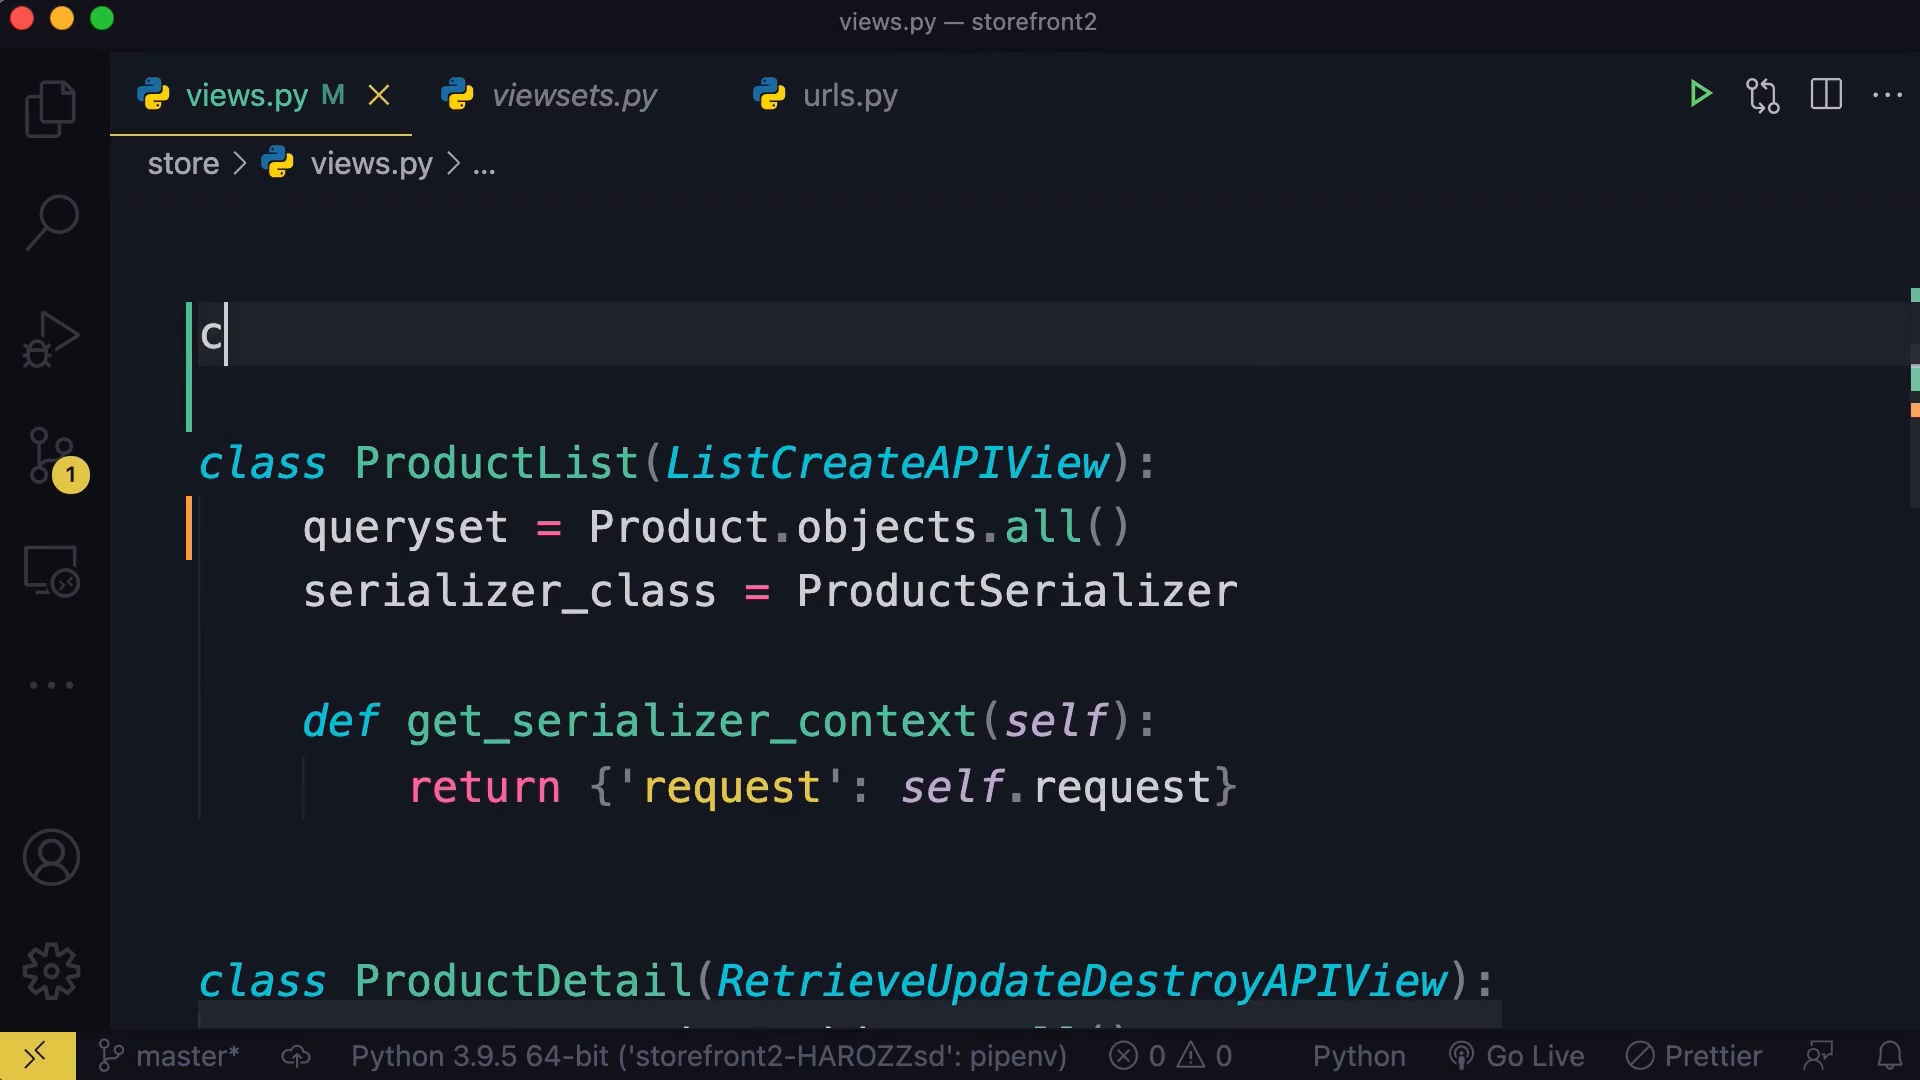 views.py — storefront2
views.py M viewsets.py urls.py
store > views.py > ...
c
class ProductList(ListCreateAPIView):
queryset = Product.objects.all()
serializer_class = ProductSerializer
def get_serializer_context(self):
return {'request': self.request}
class ProductDetail(RetrieveUpdateDestroyAPIView):
1
master* Python 3.9.5 64-bit ('storefront2-HAROZZsd': pipenv) 0 0 Python Go Live Prettier